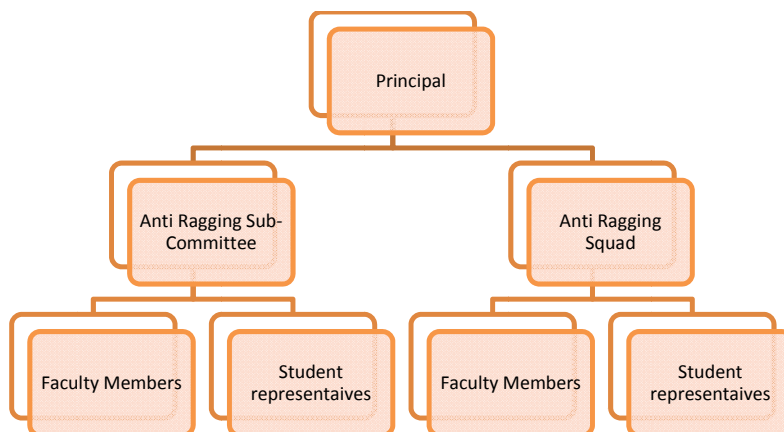 Principal
Anti Ragging Sub-
Committee
Anti Ragging
Squad
Faculty Members
Student
representaives
Faculty Members
Student
representaives